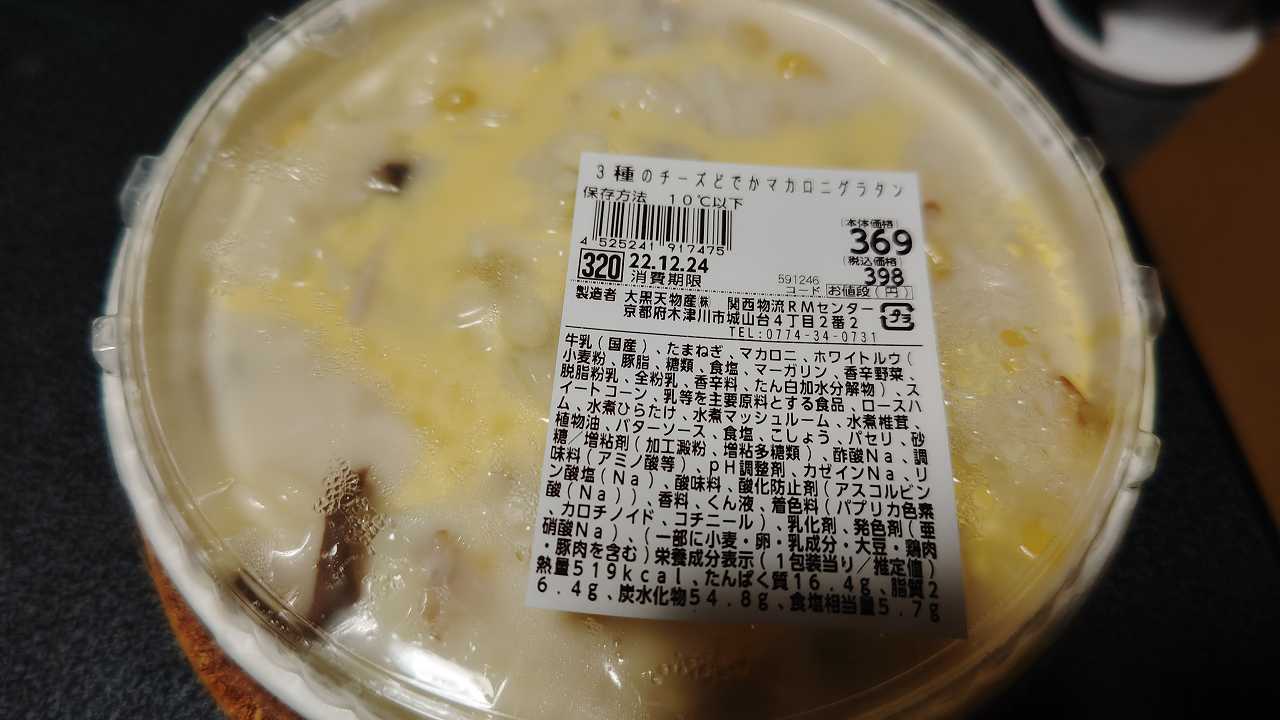 3種のチーズどでかマカロニグラタン
保存方法 10℃以下
4 525241 917475
本体価格
369
(税込価格)
398
320 22.12.24
消費期限
591246
コード お値段(円)
製造者 大黒天物産㈱ 関西物流RMセンター
京都府木津川市城山台4丁目2番2
プラ
TEL:0774-34-0731
牛乳(国産)、たまねぎ、マカロニ、ホワイトルウ(
小麦粉、豚脂、糖類、食塩、マーガリン、香辛野菜、
脱脂粉乳、全粉乳、香辛料、たん白加水分解物)、ス
イートコーン、乳等を主要原料とする食品、ロースハ
ム、水煮ひらたけ、水煮マッシュルーム、水煮椎茸、
植物油、バターソース、食塩、こしょう、パセリ、砂
糖/増粘剤(加工澱粉、増粘多糖類)、酢酸Na、調
味料(アミノ酸等)、pH調整剤、カゼインNa、リ
ン酸塩(Na)、酸味料、酸化防止剤(アスコルビン
酸(Na))、香料、くん液、着色料(パプリカ色素
、カロチノイド、コチニール)、乳化剤、発色剤(亜
硝酸Na)、(一部に小麦・卵・乳成分・大豆・鶏肉
・豚肉を含む)栄養成分表示(1包装当り/推定値)
熱量519kcal、たんぱく質16.4g、脂質2
6.4g、炭水化物54.8g、食塩相当量5.7g